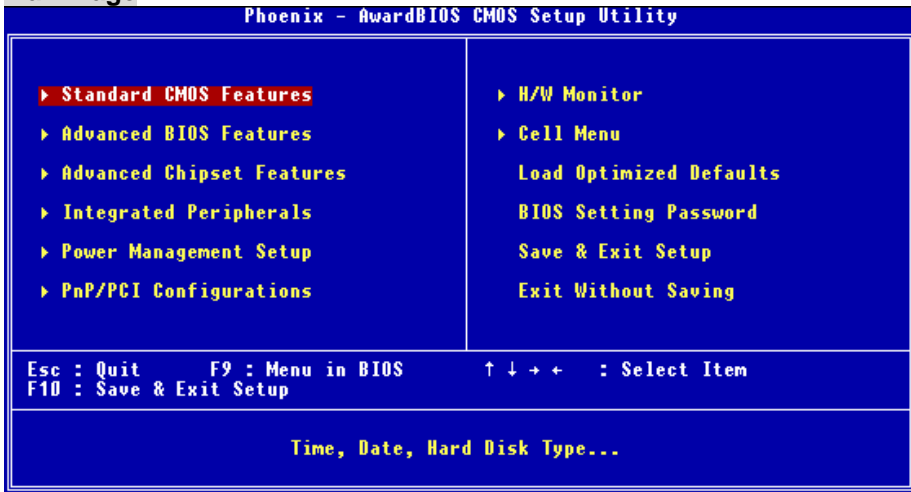 Phoenix - AwardBIOS CMOS Setup Utility
▸ Standard CMOS Features
▸ Advanced BIOS Features
▸ Advanced Chipset Features
▸ Integrated Peripherals
▸ Power Management Setup
▸ PnP/PCI Configurations
▸ H/W Monitor
▸ Cell Menu
Load Optimized Defaults
BIOS Setting Password
Save & Exit Setup
Exit Without Saving
Esc : Quit F9 : Menu in BIOS ↑ ↓ → ← : Select Item
F10 : Save & Exit Setup
Time, Date, Hard Disk Type...